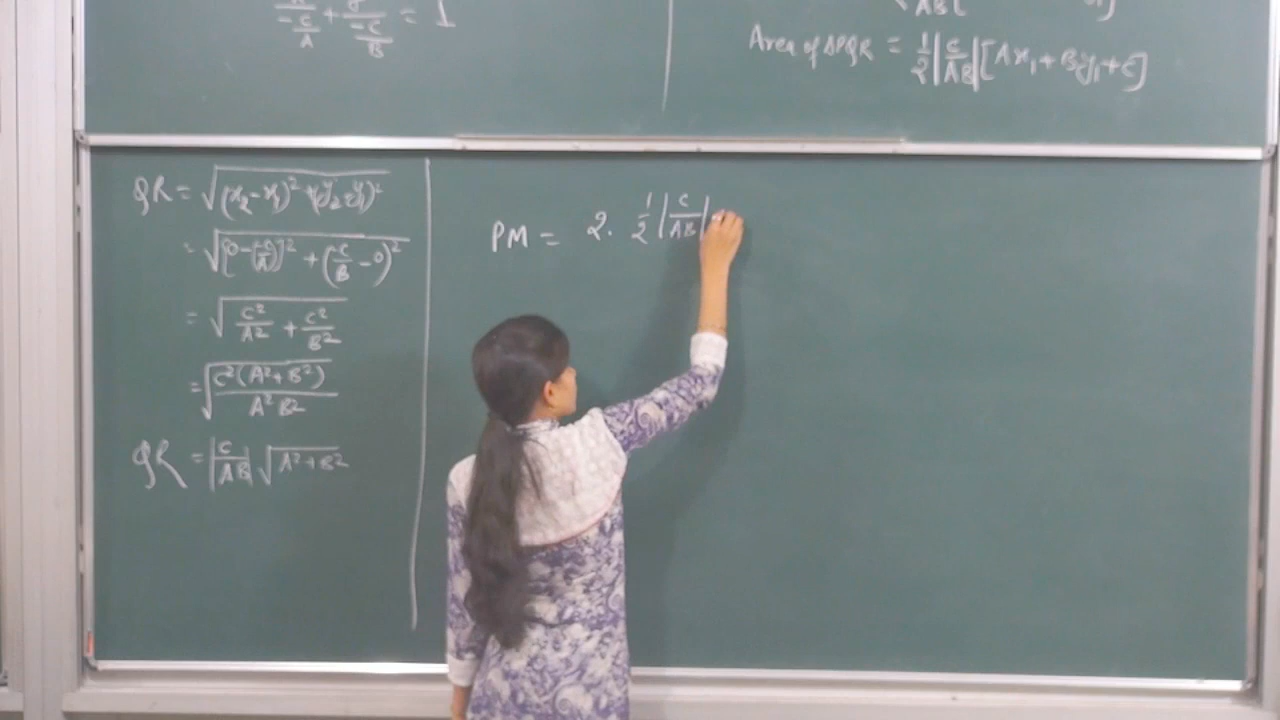 -C/A + -C/B = 1
AB
Area of ΔPQR = 1/2 |C/AB| [Ax₁ + By₁ + C]
QR = √(x₂-x₁)² + (y₂-y₁)²
= √[0-(-C/A)]² + (C/B - 0)²
= √C²/A² + C²/B²
= √C²(A²+B²)/A²B²
QR = |C/AB| √A²+B²
PM = 2. 1/2 |C/AB|